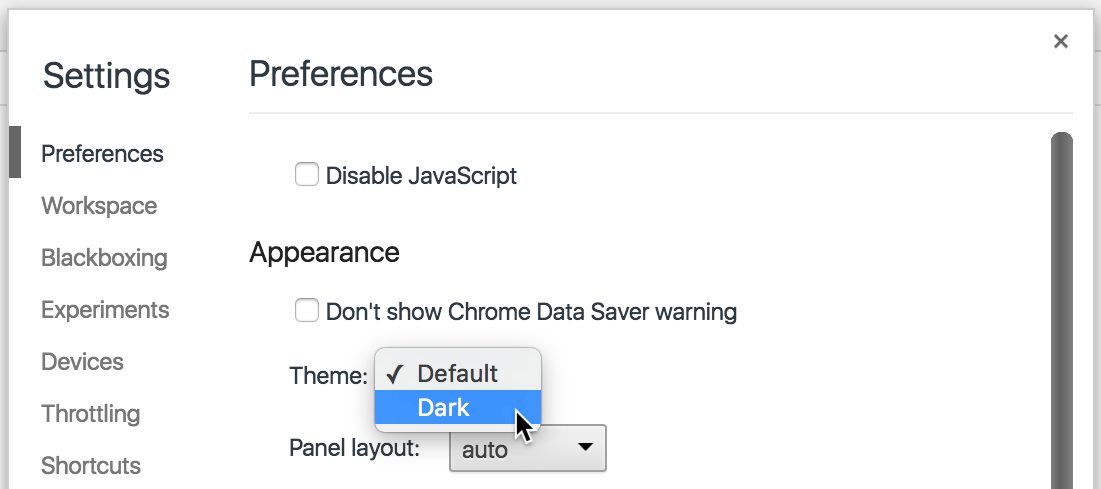 Settings
Preferences
Preferences
Workspace
Blackboxing
Experiments
Devices
Throttling
Shortcuts
Disable JavaScript
Appearance
Don't show Chrome Data Saver warning
Theme:
Default
Dark
Panel layout:
auto